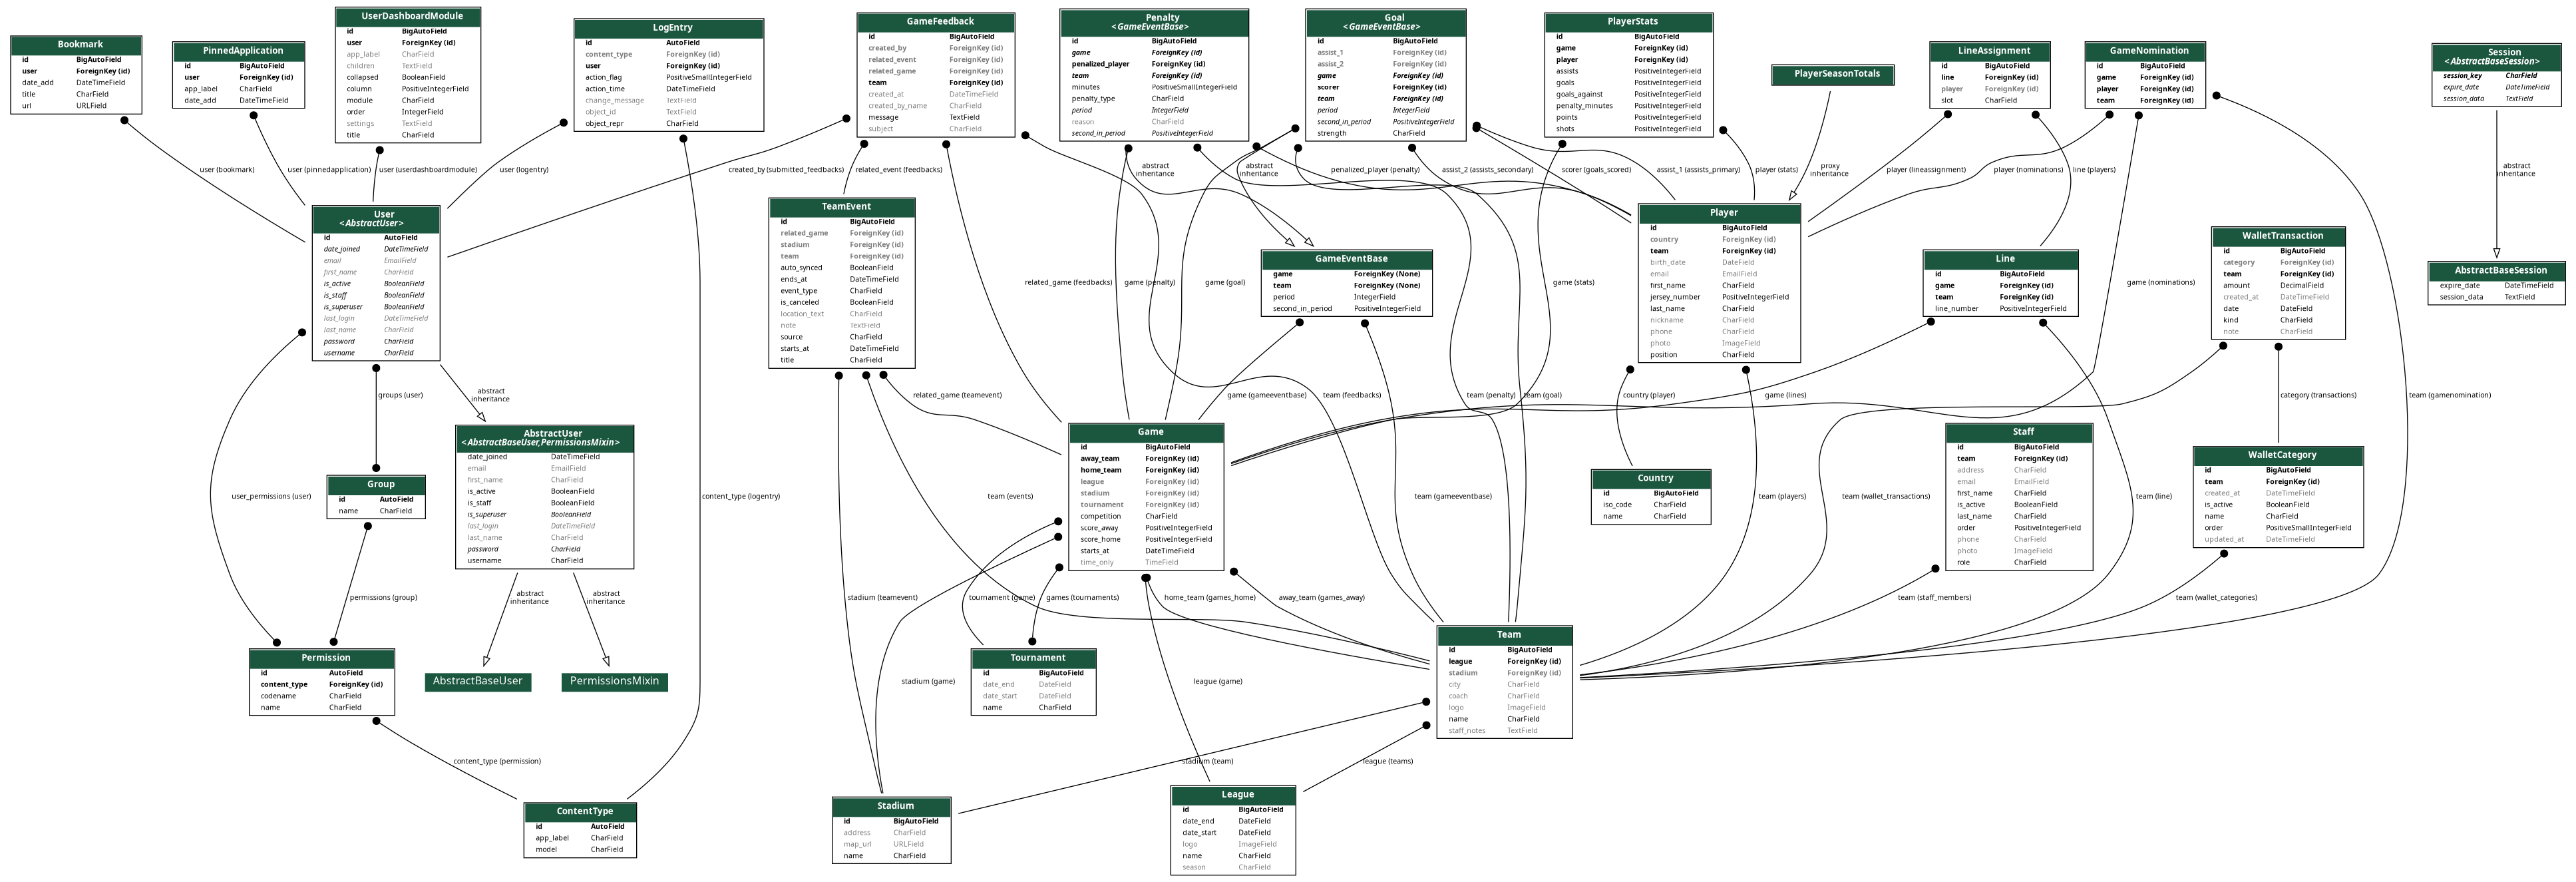 Bookmark
id BigAutoField
user ForeignKey (id)
date_add DateTimeField
title CharField
url URLField
PinnedApplication
id BigAutoField
user ForeignKey (id)
app_label CharField
date_add DateTimeField
UserDashboardModule
id BigAutoField
user ForeignKey (id)
app_label CharField
children TextField
collapsed BooleanField
column PositiveIntegerField
module CharField
order IntegerField
settings TextField
title CharField
LogEntry
id AutoField
content_type ForeignKey (id)
user ForeignKey (id)
action_flag PositiveSmallIntegerField
action_time DateTimeField
change_message TextField
object_id TextField
object_repr CharField
GameFeedback
id BigAutoField
created_by ForeignKey (id)
related_event ForeignKey (id)
related_game ForeignKey (id)
team ForeignKey (id)
created_at DateTimeField
created_by_name CharField
message TextField
subject CharField
Penalty
<GameEventBase>
id BigAutoField
game ForeignKey (id)
penalized_player ForeignKey (id)
team ForeignKey (id)
minutes PositiveSmallIntegerField
penalty_type CharField
period IntegerField
reason CharField
second_in_period PositiveIntegerField
Goal
<GameEventBase>
id BigAutoField
assist_1 ForeignKey (id)
assist_2 ForeignKey (id)
game ForeignKey (id)
scorer ForeignKey (id)
team ForeignKey (id)
period IntegerField
second_in_period PositiveIntegerField
strength CharField
PlayerStats
id BigAutoField
game ForeignKey (id)
player ForeignKey (id)
assists PositiveIntegerField
goals PositiveIntegerField
goals_against PositiveIntegerField
penalty_minutes PositiveIntegerField
points PositiveIntegerField
shots PositiveIntegerField
PlayerSeasonTotals
LineAssignment
id BigAutoField
line ForeignKey (id)
player ForeignKey (id)
slot CharField
GameNomination
id BigAutoField
game ForeignKey (id)
player ForeignKey (id)
team ForeignKey (id)
Session
<AbstractBaseSession>
session_key CharField
expire_date DateTimeField
session_data TextField
user (bookmark)
user (pinnedapplication)
user (userdashboardmodule)
user (logentry)
created_by (submitted_feedbacks)
related_event (feedbacks)
abstract
inheritance
abstract
inheritance
penalized_player (penalty)
assist_2 (assists_secondary)
scorer (goals_scored)
assist_1 (assists_primary)
player (stats)
proxy
inheritance
player (lineassignment)
player (nominations)
line (players)
abstract
inheritance
User
<AbstractUser>
id AutoField
date_joined DateTimeField
email EmailField
first_name CharField
is_active BooleanField
is_staff BooleanField
is_superuser BooleanField
last_login DateTimeField
last_name CharField
password CharField
username CharField
TeamEvent
id BigAutoField
related_game ForeignKey (id)
stadium ForeignKey (id)
team ForeignKey (id)
auto_synced BooleanField
ends_at DateTimeField
event_type CharField
is_canceled BooleanField
location_text CharField
note TextField
source CharField
starts_at DateTimeField
title CharField
related_game (feedbacks)
game (penalty)
game (goal)
GameEventBase
game ForeignKey (None)
team ForeignKey (None)
period IntegerField
second_in_period PositiveIntegerField
game (stats)
Player
id BigAutoField
country ForeignKey (id)
team ForeignKey (id)
birth_date DateField
email EmailField
first_name CharField
jersey_number PositiveIntegerField
last_name CharField
nickname CharField
phone CharField
photo ImageField
position CharField
Line
id BigAutoField
game ForeignKey (id)
team ForeignKey (id)
line_number PositiveIntegerField
game (nominations)
WalletTransaction
id BigAutoField
category ForeignKey (id)
team ForeignKey (id)
amount DecimalField
created_at DateTimeField
date DateField
kind CharField
note CharField
AbstractBaseSession
expire_date DateTimeField
session_data TextField
groups (user)
abstract
inheritance
related_game (teamevent)
game (gameeventbase)
team (feedbacks)
team (penalty)
team (goal)
country (player)
game (lines)
category (transactions)
team (gamenomination)
user_permissions (user)
Group
id AutoField
name CharField
AbstractUser
<AbstractBaseUser,PermissionsMixin>
date_joined DateTimeField
email EmailField
first_name CharField
is_active BooleanField
is_staff BooleanField
is_superuser BooleanField
last_login DateTimeField
last_name CharField
password CharField
username CharField
content_type (logentry)
team (events)
Game
id BigAutoField
away_team ForeignKey (id)
home_team ForeignKey (id)
league ForeignKey (id)
stadium ForeignKey (id)
tournament ForeignKey (id)
competition CharField
score_away PositiveIntegerField
score_home PositiveIntegerField
starts_at DateTimeField
time_only TimeField
team (gameeventbase)
Country
id BigAutoField
iso_code CharField
name CharField
team (players)
team (wallet_transactions)
Staff
id BigAutoField
team ForeignKey (id)
address CharField
email EmailField
first_name CharField
is_active BooleanField
last_name CharField
order PositiveIntegerField
phone CharField
photo ImageField
role CharField
team (line)
WalletCategory
id BigAutoField
team ForeignKey (id)
created_at DateTimeField
is_active BooleanField
name CharField
order PositiveSmallIntegerField
updated_at DateTimeField
permissions (group)
abstract
inheritance
abstract
inheritance
stadium (teamevent)
tournament (game)
games (tournaments)
home_team (games_home)
away_team (games_away)
team (staff_members)
team (wallet_categories)
Permission
id AutoField
content_type ForeignKey (id)
codename CharField
name CharField
AbstractBaseUser
PermissionsMixin
stadium (game)
Tournament
id BigAutoField
date_end DateField
date_start DateField
name CharField
league (game)
Team
id BigAutoField
league ForeignKey (id)
stadium ForeignKey (id)
city CharField
coach CharField
logo ImageField
name CharField
staff_notes TextField
content_type (permission)
stadium (team)
league (teams)
ContentType
id AutoField
app_label CharField
model CharField
Stadium
id BigAutoField
address CharField
map_url URLField
name CharField
League
id BigAutoField
date_end DateField
date_start DateField
logo ImageField
name CharField
season CharField